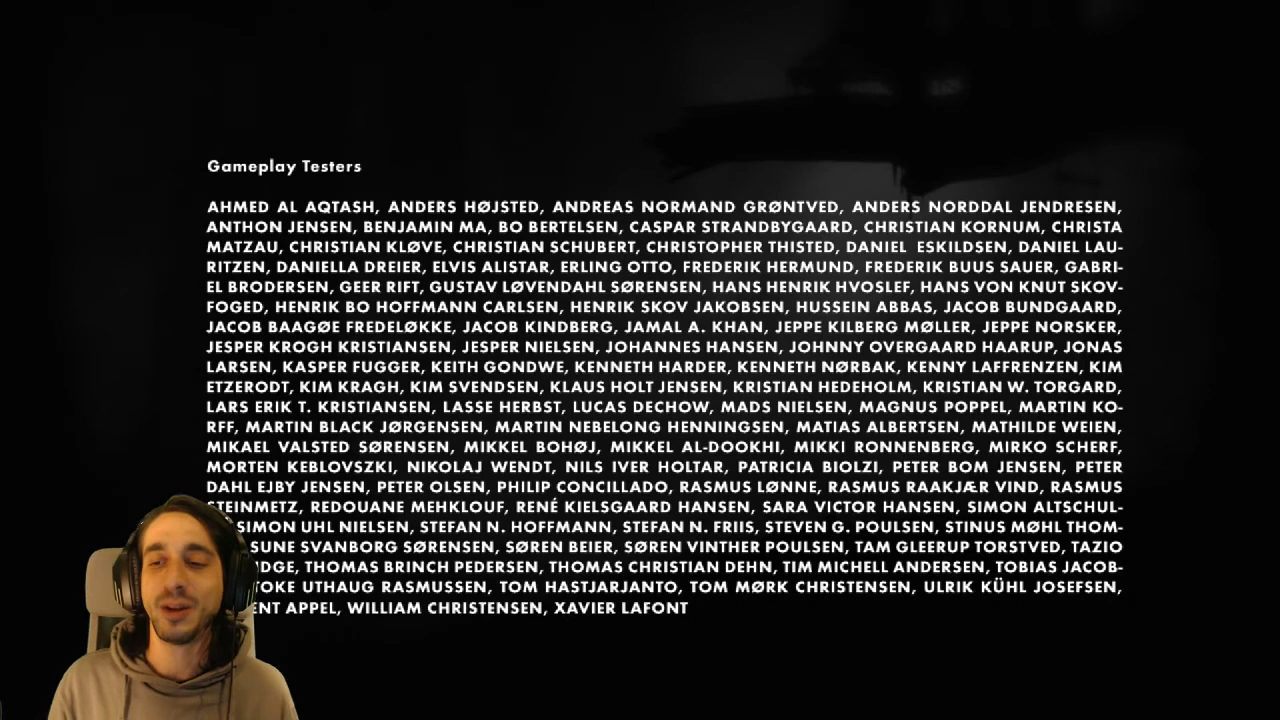 Gameplay Testers
AHMED AL AQTASH, ANDERS HØJSTED, ANDREAS NORMAND GRØNTVED, ANDERS NORDDAL JENDRESEN,
ANTHON JENSEN, BENJAMIN MA, BO BERTELSEN, CASPAR STRANDBYGAARD, CHRISTIAN KORNUM, CHRISTA
MATZAU, CHRISTIAN KLØVE, CHRISTIAN SCHUBERT, CHRISTOPHER THISTED, DANIEL ESKILDSEN, DANIEL LAU-
RITZEN, DANIELLA DREIER, ELVIS ALISTAR, ERLING OTTO, FREDERIK HERMUND, FREDERIK BUUS SAUER, GABRI-
EL BRODERSEN, GEER RIFT, GUSTAV LØVENDAHL SØRENSEN, HANS HENRIK HVOSLEF, HANS VON KNUT SKOV-
FOGED, HENRIK BO HOFFMANN CARLSEN, HENRIK SKOV JAKOBSEN, HUSSEIN ABBAS, JACOB BUNDGAARD,
JACOB BAAGØE FREDELØKKE, JACOB KINDBERG, JAMAL A. KHAN, JEPPE KILBERG MØLLER, JEPPE NORSKER,
JESPER KROGH KRISTIANSEN, JESPER NIELSEN, JOHANNES HANSEN, JOHNNY OVERGAARD HAARUP, JONAS
LARSEN, KASPER FUGGER, KEITH GONDWE, KENNETH HARDER, KENNETH NØRBAK, KENNY LAFFRENZEN, KIM
ETZERODT, KIM KRAGH, KIM SVENDSEN, KLAUS HOLT JENSEN, KRISTIAN HEDEHOLM, KRISTIAN W. TORGARD,
LARS ERIK T. KRISTIANSEN, LASSE HERBST, LUCAS DECHOW, MADS NIELSEN, MAGNUS POPPEL, MARTIN KO-
RFF, MARTIN BLACK JØRGENSEN, MARTIN NEBELONG HENNINGSEN, MATIAS ALBERTSEN, MATHILDE WEIEN,
MIKAEL VALSTED SØRENSEN, MIKKEL BOHØJ, MIKKEL AL-DOOKHI, MIKKI RONNENBERG, MIRKO SCHERF,
MORTEN KEBLOVSZKI, NIKOLAJ WENDT, NILS IVER HOLTAR, PATRICIA BIOLZI, PETER BOM JENSEN, PETER
DAHL EJBY JENSEN, PETER OLSEN, PHILIP CONCILLADO, RASMUS LØNNE, RASMUS RAAKJÆR VIND, RASMUS
STEINMETZ, REDOUANE MEHKLOUF, RENÉ KIELSGAARD HANSEN, SARA VICTOR HANSEN, SIMON ALTSCHUL-
SIMON UHL NIELSEN, STEFAN N. HOFFMANN, STEFAN N. FRIIS, STEVEN G. POULSEN, STINUS MØHL THOM-
SUNE SVANBORG SØRENSEN, SØREN BEIER, SØREN VINTHER POULSEN, TAM GLEERUP TORSTVED, TAZIO
THOMAS BRINCH PEDERSEN, THOMAS CHRISTIAN DEHN, TIM MICHELL ANDERSEN, TOBIAS JACOB-
TOKE UTHAUG RASMUSSEN, TOM HASTJARJANTO, TOM MØRK CHRISTENSEN, ULRIK KÜHL JOSEFSEN,
APPEL, WILLIAM CHRISTENSEN, XAVIER LAFONT